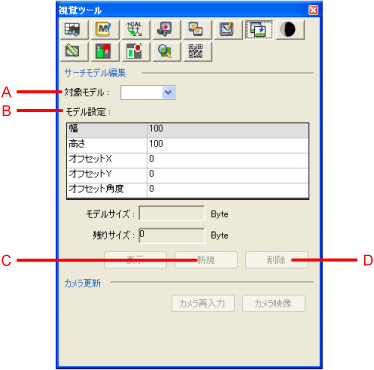 視覚ツール
M
+CAL
サーチモデル編集
A
対象モデル：
B
モデル設定：
幅 100
高さ 100
オフセットX 0
オフセットY 0
オフセット角度 0
モデルサイズ： Byte
残りサイズ： 0 Byte
C
表示 新規 削除
D
カメラ更新
カメラ再入力 カメラ映像